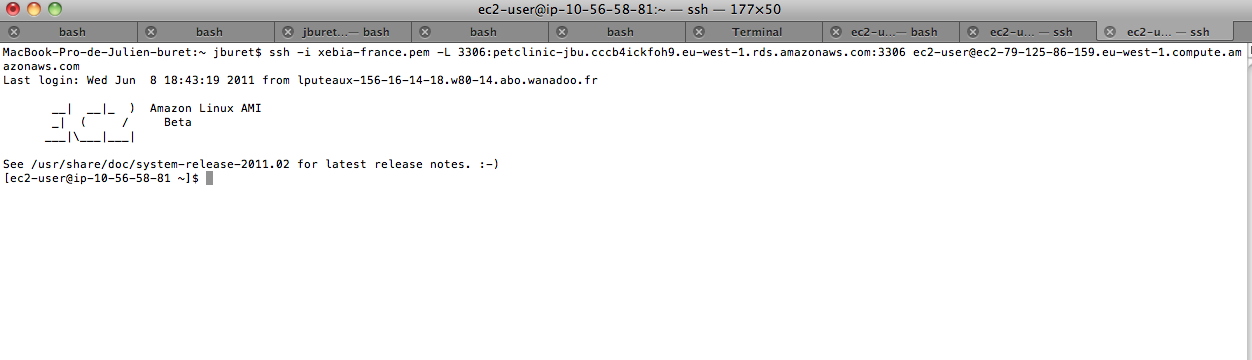 ec2-user@ip-10-56-58-81:~ — ssh — 177×50
bash bash jburet...— bash bash bash Terminal ec2-u...— bash ec2-u... — ssh ec2-u... — ssh
MacBook-Pro-de-Julien-buret:~ jburet$ ssh -i xebia-france.pem -L 3306:petclinic-jbu.cccb4ickfoh9.eu-west-1.rds.amazonaws.com:3306 ec2-user@ec2-79-125-86-159.eu-west-1.compute.am
azonaws.com
Last login: Wed Jun  8 18:43:19 2011 from lputeaux-156-16-14-18.w80-14.abo.wanadoo.fr
       __|  __|_  )  Amazon Linux AMI
       _|  (     /     Beta
      ___|\___|___|
See /usr/share/doc/system-release-2011.02 for latest release notes. :-)
[ec2-user@ip-10-56-58-81 ~]$